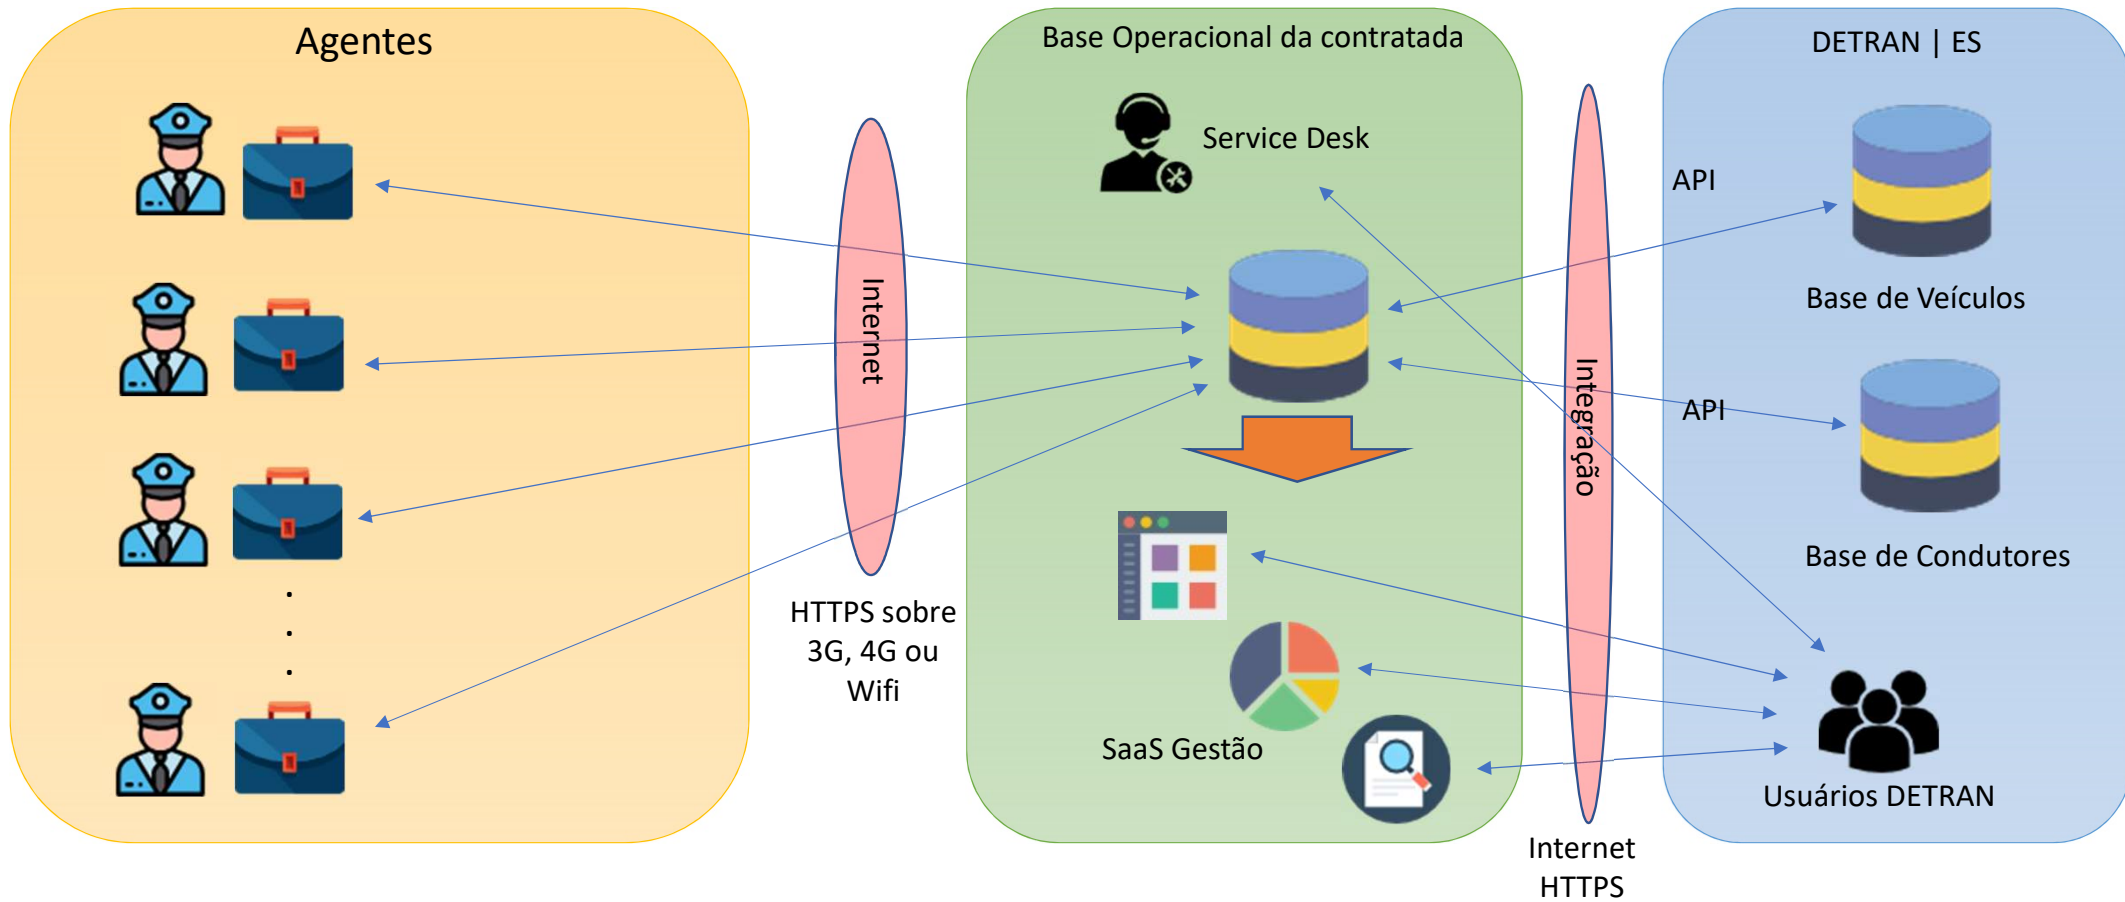 Agentes
Internet
HTTPS sobre
3G, 4G ou
Wifi
Base Operacional da contratada
Service Desk
SaaS Gestão
Integração
Internet
HTTPS
DETRAN | ES
API
Base de Veículos
API
Base de Condutores
Usuários DETRAN